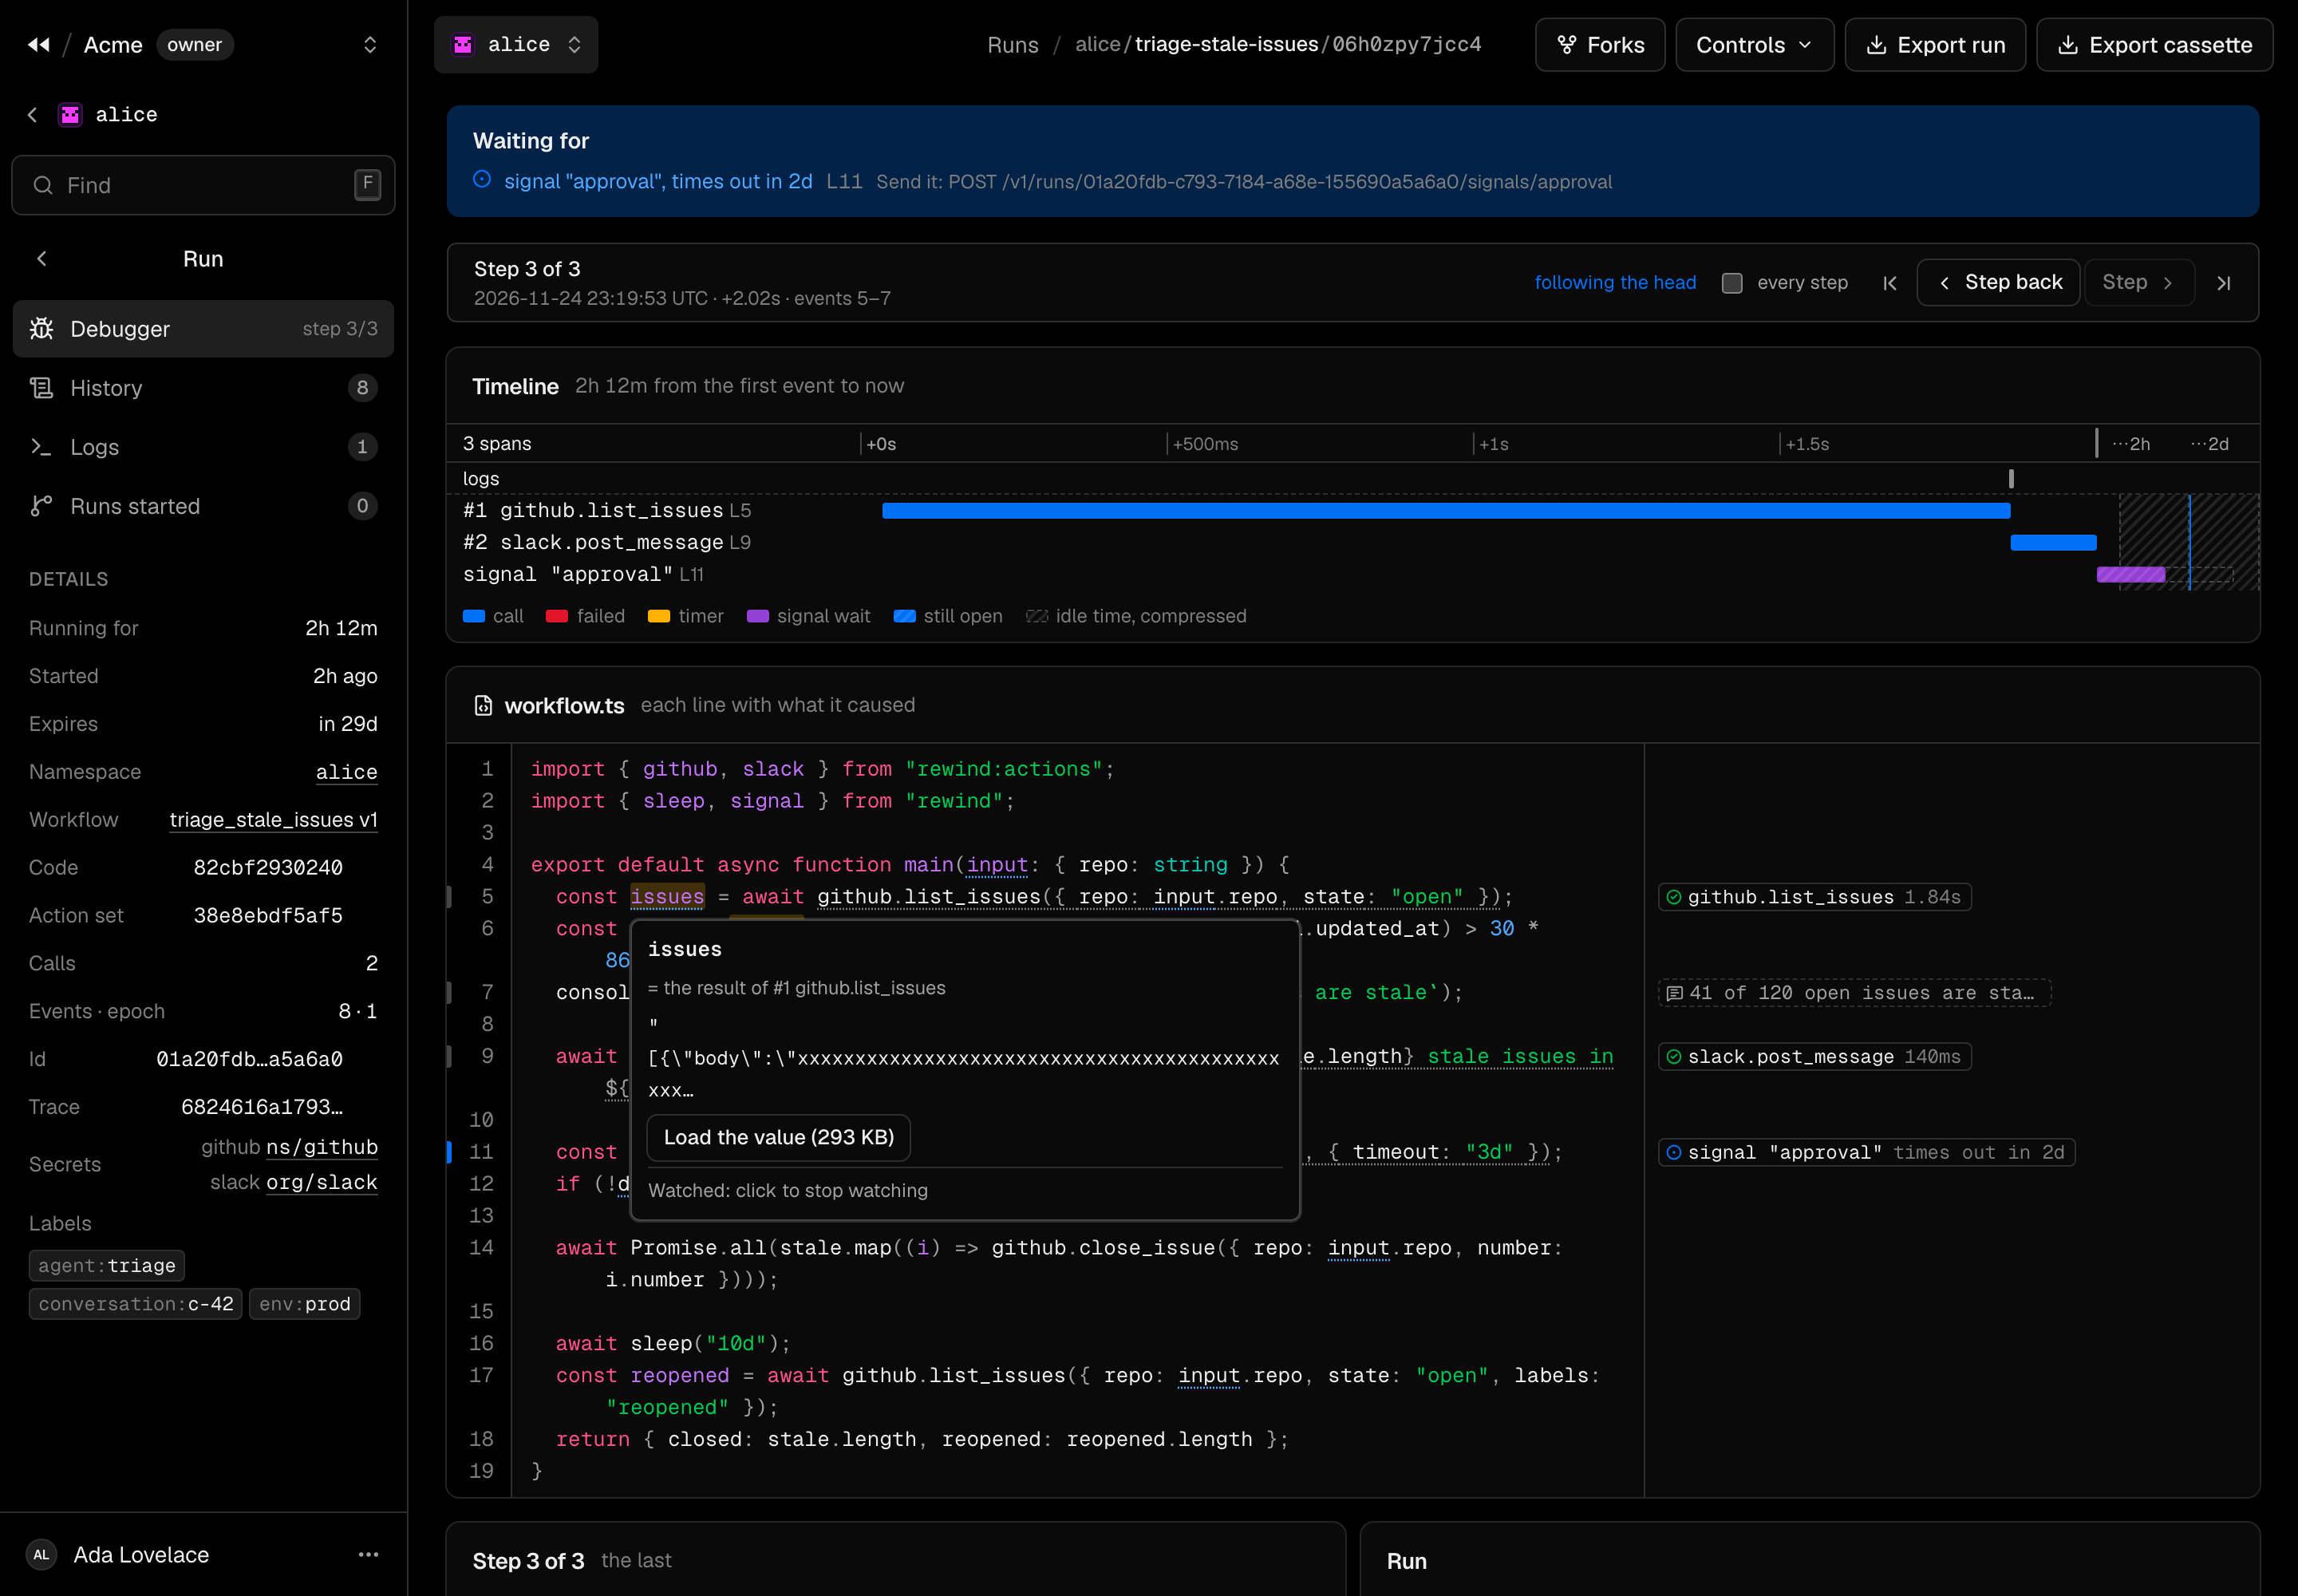 Acme owner
alice
Find F
Run
Debugger step 3/3
History 8
Logs 1
Runs started 0
DETAILS
Running for 2h 12m
Started 2h ago
Expires in 29d
Namespace alice
Workflow triage_stale_issues v1
Code 82cbf2930240
Action set 38e8ebdf5af5
Calls 2
Events · epoch 8 · 1
Id 01a20fdb…a5a6a0
Trace 6824616a1793…
Secrets github ns/github
slack org/slack
Labels
agent:triage
conversation:c-42 env:prod
AL Ada Lovelace
alice
Runs / alice/triage-stale-issues/06h0zpy7jcc4
Forks Controls Export run Export cassette
Waiting for
signal "approval", times out in 2d L11 Send it: POST /v1/runs/01a20fdb-c793-7184-a68e-155690a5a6a0/signals/approval
Step 3 of 3
2026-11-24 23:19:53 UTC · +2.02s · events 5–7
following the head every step Step back Step
Timeline 2h 12m from the first event to now
3 spans +0s +500ms +1s +1.5s ···2h ···2d
logs
#1 github.list_issues L5
#2 slack.post_message L9
signal "approval" L11
call failed timer signal wait still open idle time, compressed
workflow.ts each line with what it caused
1 import { github, slack } from "rewind:actions";
2 import { sleep, signal } from "rewind";
3
4 export default async function main(input: { repo: string }) {
5 const issues = await github.list_issues({ repo: input.repo, state: "open" }); github.list_issues 1.84s
6 const .updated_at) > 30 *
86
7 consol are stale`); 41 of 120 open issues are sta…
8
9 await e.length} stale issues in slack.post_message 140ms
${
10
11 const , { timeout: "3d" }); signal "approval" times out in 2d
12 if (!d
13
issues
= the result of #1 github.list_issues
"
[{\"body\":\"xxxxxxxxxxxxxxxxxxxxxxxxxxxxxxxxxxxxxxxxxx
xxx…
Load the value (293 KB)
Watched: click to stop watching
14 await Promise.all(stale.map((i) => github.close_issue({ repo: input.repo, number:
i.number })));
15
16 await sleep("10d");
17 const reopened = await github.list_issues({ repo: input.repo, state: "open", labels:
"reopened" });
18 return { closed: stale.length, reopened: reopened.length };
19 }
Step 3 of 3 the last
Run